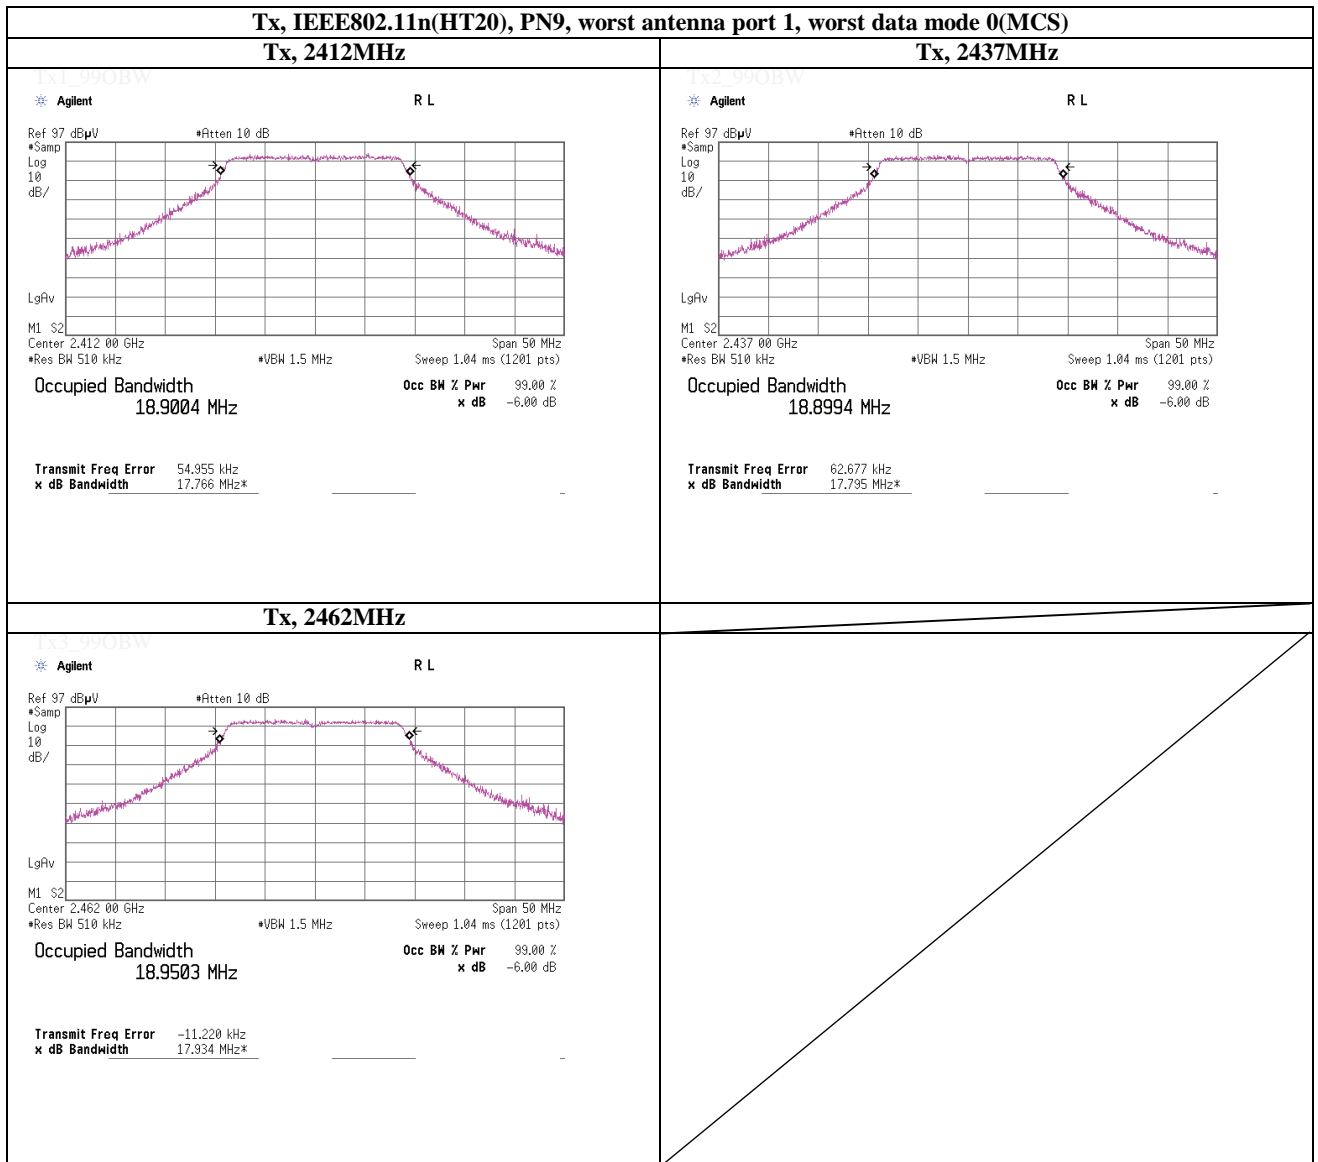 Tx, IEEE802.11n(HT20), PN9, worst antenna port 1, worst data mode 0(MCS)
Tx, 2412MHz
Tx1_99OBW
Agilent R L
Ref 97 dBµV #Atten 10 dB
#Samp
Log
10
dB/
LgAv
M1 S2
Center 2.412 00 GHz Span 50 MHz
#Res BW 510 kHz #VBW 1.5 MHz Sweep 1.04 ms (1201 pts)
Occupied Bandwidth Occ BW % Pwr 99.00 %
18.9004 MHz x dB -6.00 dB
Transmit Freq Error 54.955 kHz
x dB Bandwidth 17.766 MHz*
Tx, 2437MHz
Tx2_99OBW
Agilent R L
Ref 97 dBµV #Atten 10 dB
#Samp
Log
10
dB/
LgAv
M1 S2
Center 2.437 00 GHz Span 50 MHz
#Res BW 510 kHz #VBW 1.5 MHz Sweep 1.04 ms (1201 pts)
Occupied Bandwidth Occ BW % Pwr 99.00 %
18.8994 MHz x dB -6.00 dB
Transmit Freq Error 62.677 kHz
x dB Bandwidth 17.795 MHz*
Tx, 2462MHz
Tx3_99OBW
Agilent R L
Ref 97 dBµV #Atten 10 dB
#Samp
Log
10
dB/
LgAv
M1 S2
Center 2.462 00 GHz Span 50 MHz
#Res BW 510 kHz #VBW 1.5 MHz Sweep 1.04 ms (1201 pts)
Occupied Bandwidth Occ BW % Pwr 99.00 %
18.9503 MHz x dB -6.00 dB
Transmit Freq Error -11.220 kHz
x dB Bandwidth 17.934 MHz*